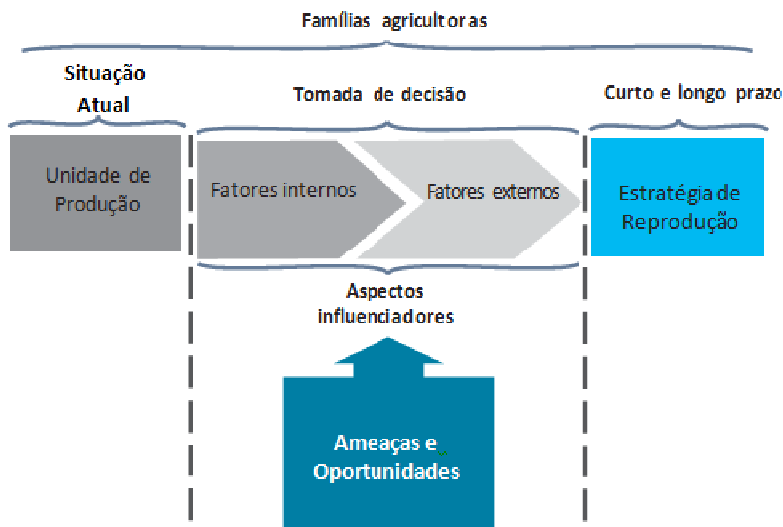 Famílias agricultoras
Situação
Atual
Tomada de decisão
Curto e longo prazo
Unidade de
Produção
Fatores internos
Fatores externos
Estratégia de
Reprodução
Aspectos
influenciadores
Ameaças e
Oportunidades